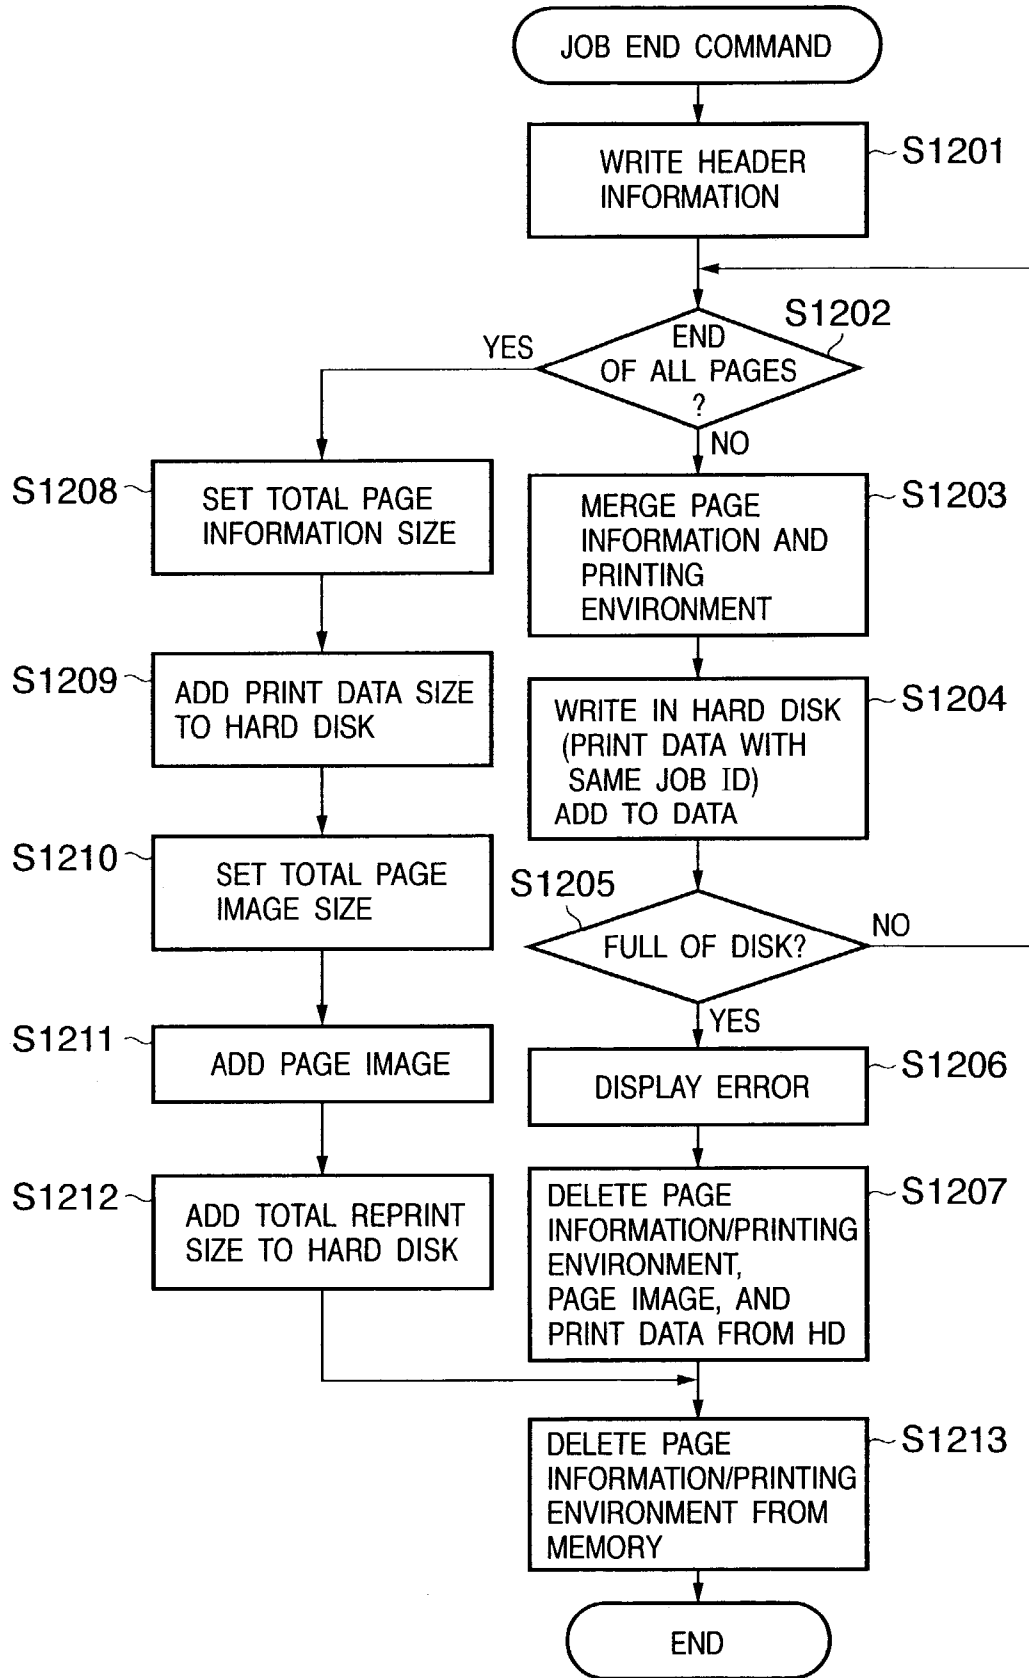 JOB END COMMAND
WRITE HEADER
INFORMATION
S1201
S1202
END
OF ALL PAGES
?
YES
NO
S1208
SET TOTAL PAGE
INFORMATION SIZE
MERGE PAGE
INFORMATION AND
PRINTING
ENVIRONMENT
S1203
S1209
ADD PRINT DATA SIZE
TO HARD DISK
WRITE IN HARD DISK
(PRINT DATA WITH
SAME JOB ID)
ADD TO DATA
S1204
S1210
SET TOTAL PAGE
IMAGE SIZE
S1205
FULL OF DISK?
NO
YES
S1211
ADD PAGE IMAGE
DISPLAY ERROR
S1206
S1212
ADD TOTAL REPRINT
SIZE TO HARD DISK
DELETE PAGE
INFORMATION/PRINTING
ENVIRONMENT,
PAGE IMAGE, AND
PRINT DATA FROM HD
S1207
DELETE PAGE
INFORMATION/PRINTING
ENVIRONMENT FROM
MEMORY
S1213
END